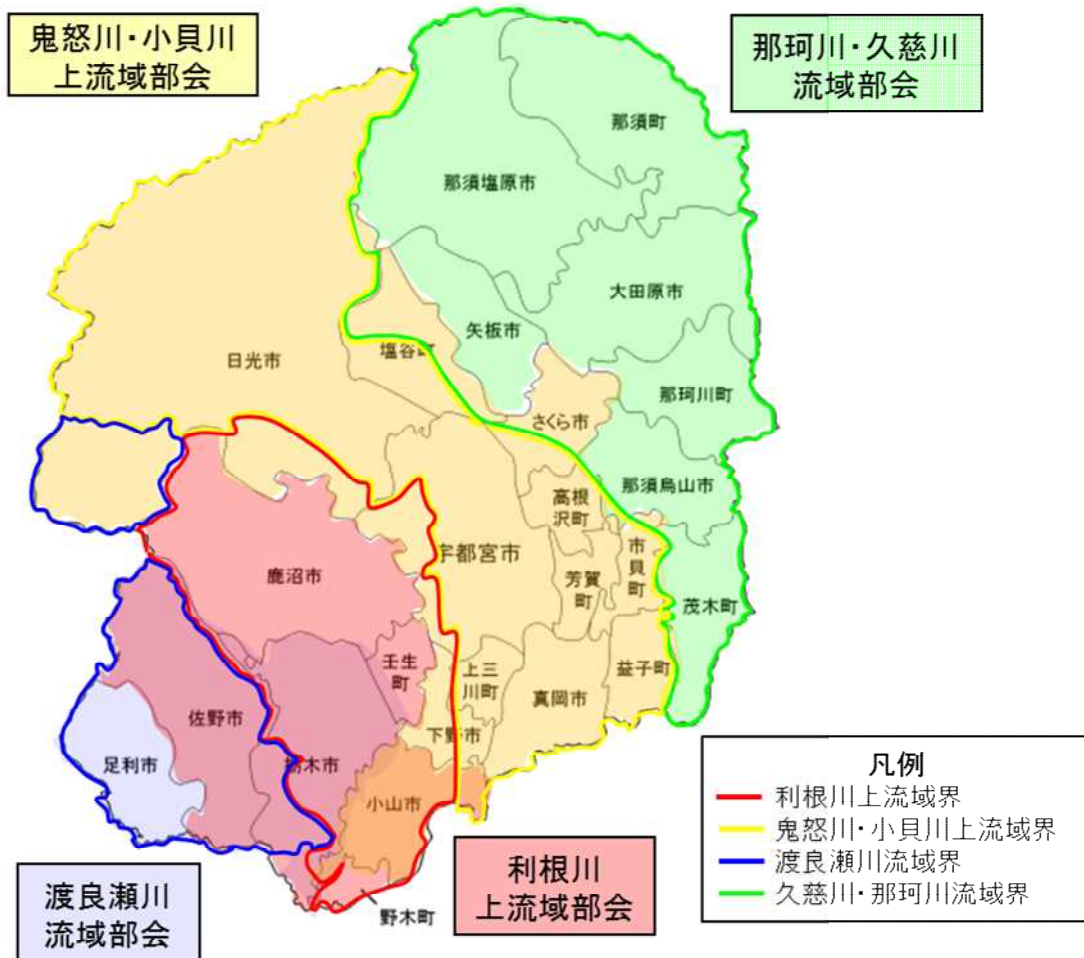 鬼怒川・小貝川
上流域部会
那珂川・久慈川
流域部会
那須町
那須塩原市
大田原市
矢板市
塩谷町
日光市
那珂川町
さくら市
那須烏山市
高根
沢町
宇都宮市
市
貝
町
芳賀
町
鹿沼市
茂木町
壬生
町
上三
川町
益子町
真岡市
佐野市
下野市
足利市
栃木市
小山市
野木町
凡例
利根川上流域界
鬼怒川・小貝川上流域界
渡良瀬川流域界
久慈川・那珂川流域界
利根川
上流域部会
渡良瀬川
流域部会